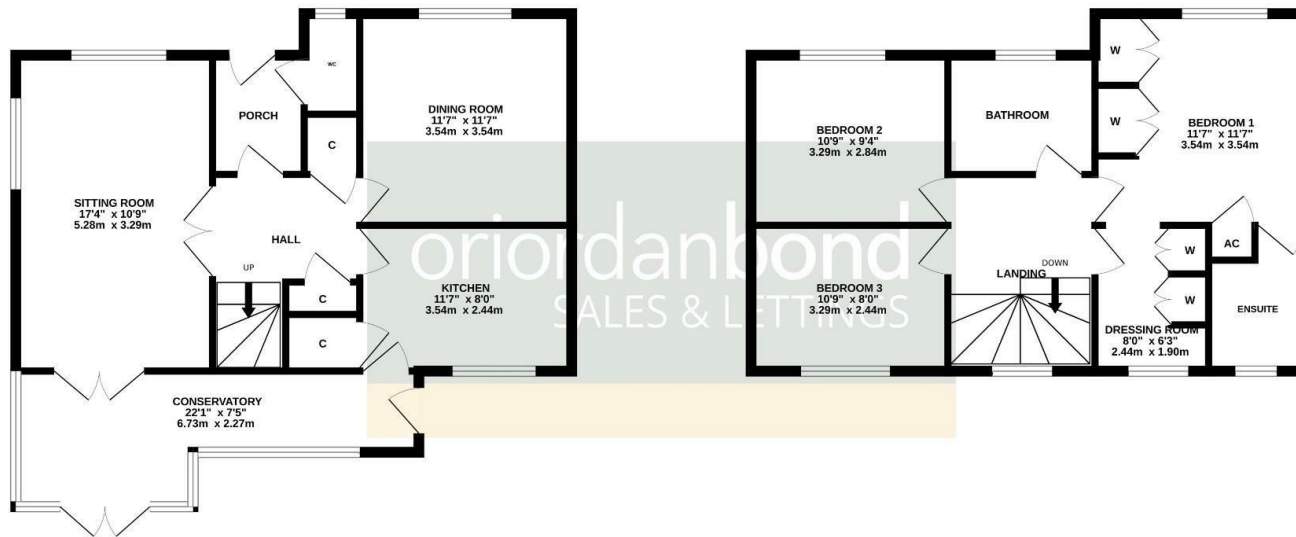 WC
PORCH
DINING ROOM
11'7" x 11'7"
3.54m x 3.54m
C
SITTING ROOM
17'4" x 10'9"
5.28m x 3.29m
HALL
UP
KITCHEN
11'7" x 8'0"
3.54m x 2.44m
C
C
CONSERVATORY
22'1" x 7'5"
6.73m x 2.27m
oriordanbond
SALES & LETTINGS
BEDROOM 2
10'9" x 9'4"
3.29m x 2.84m
BATHROOM
W
W
BEDROOM 1
11'7" x 11'7"
3.54m x 3.54m
BEDROOM 3
10'9" x 8'0"
3.29m x 2.44m
LANDING
DOWN
W
W
AC
DRESSING ROOM
8'0" x 6'3"
2.44m x 1.90m
ENSUITE